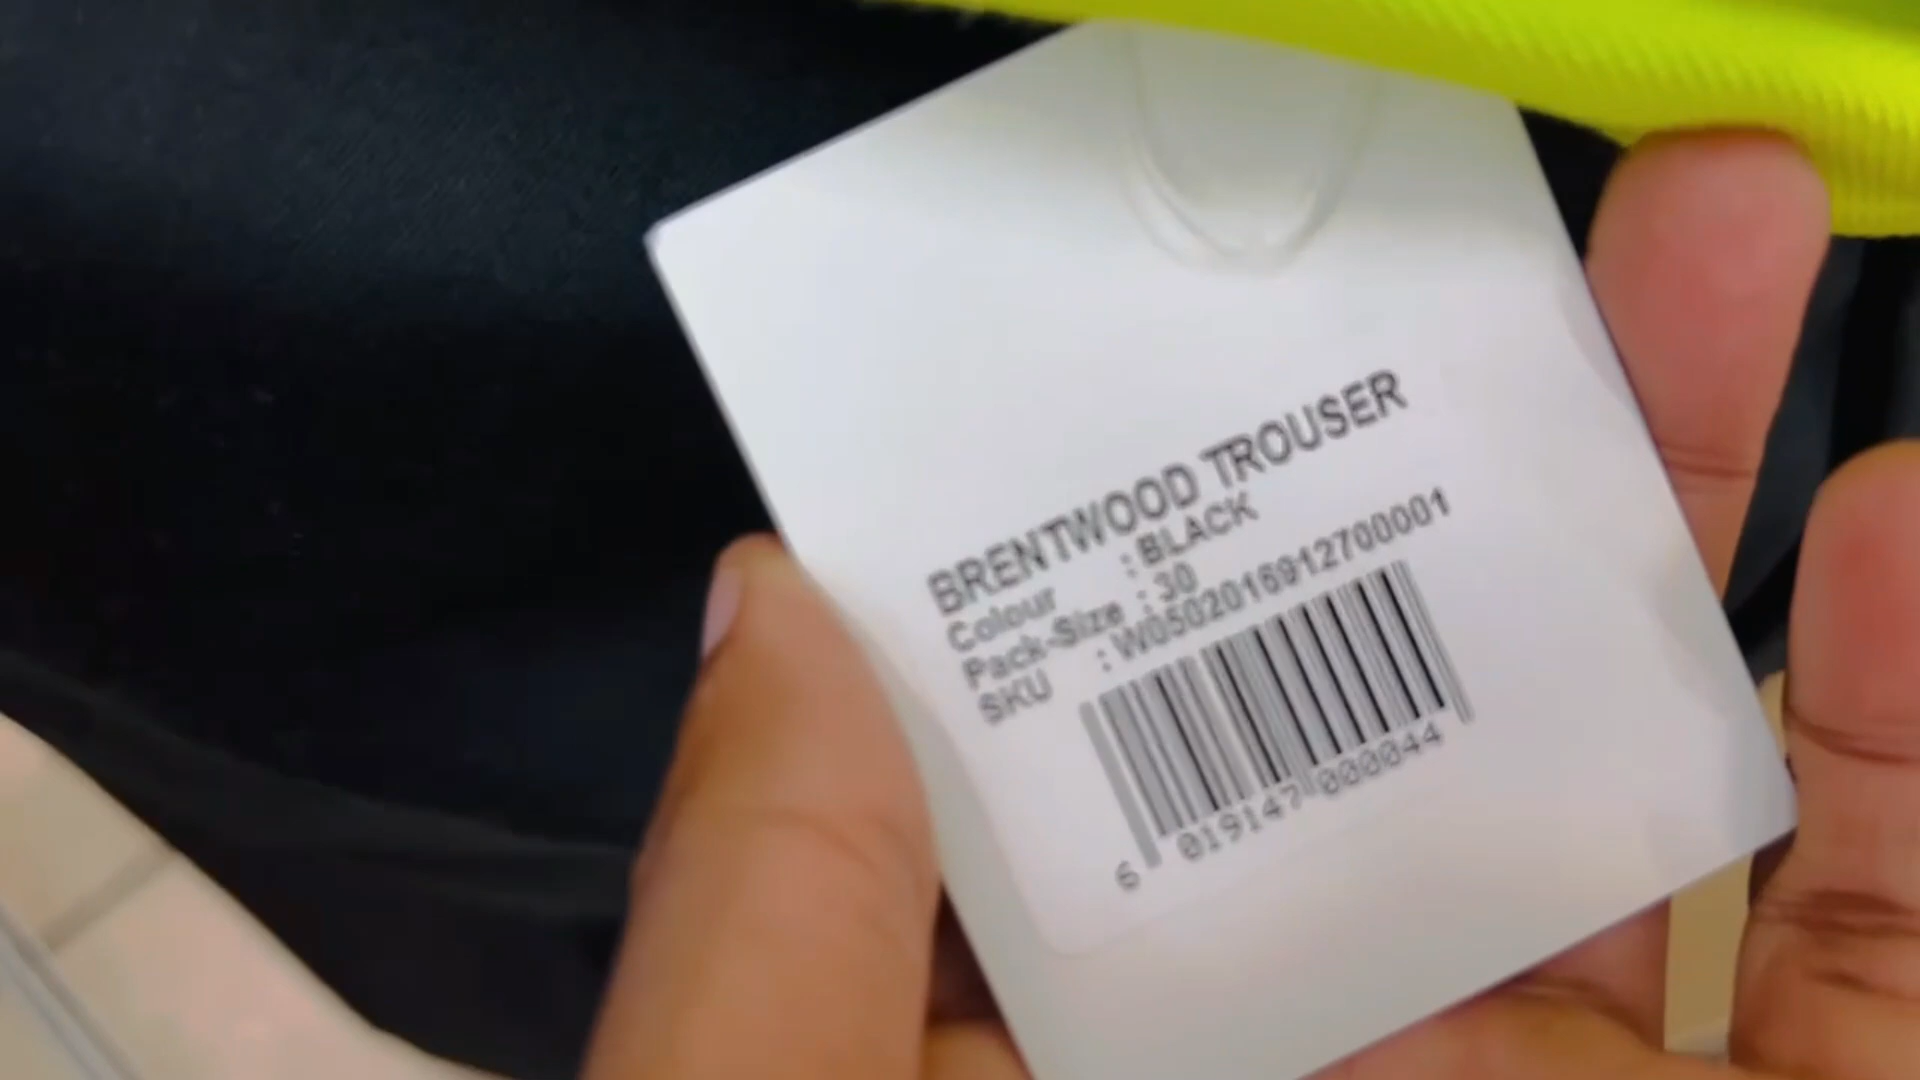 BRENTWOOD TROUSER
Colour : BLACK
Pack-Size : 30
SKU : W0502016912700001
6 019147 000044